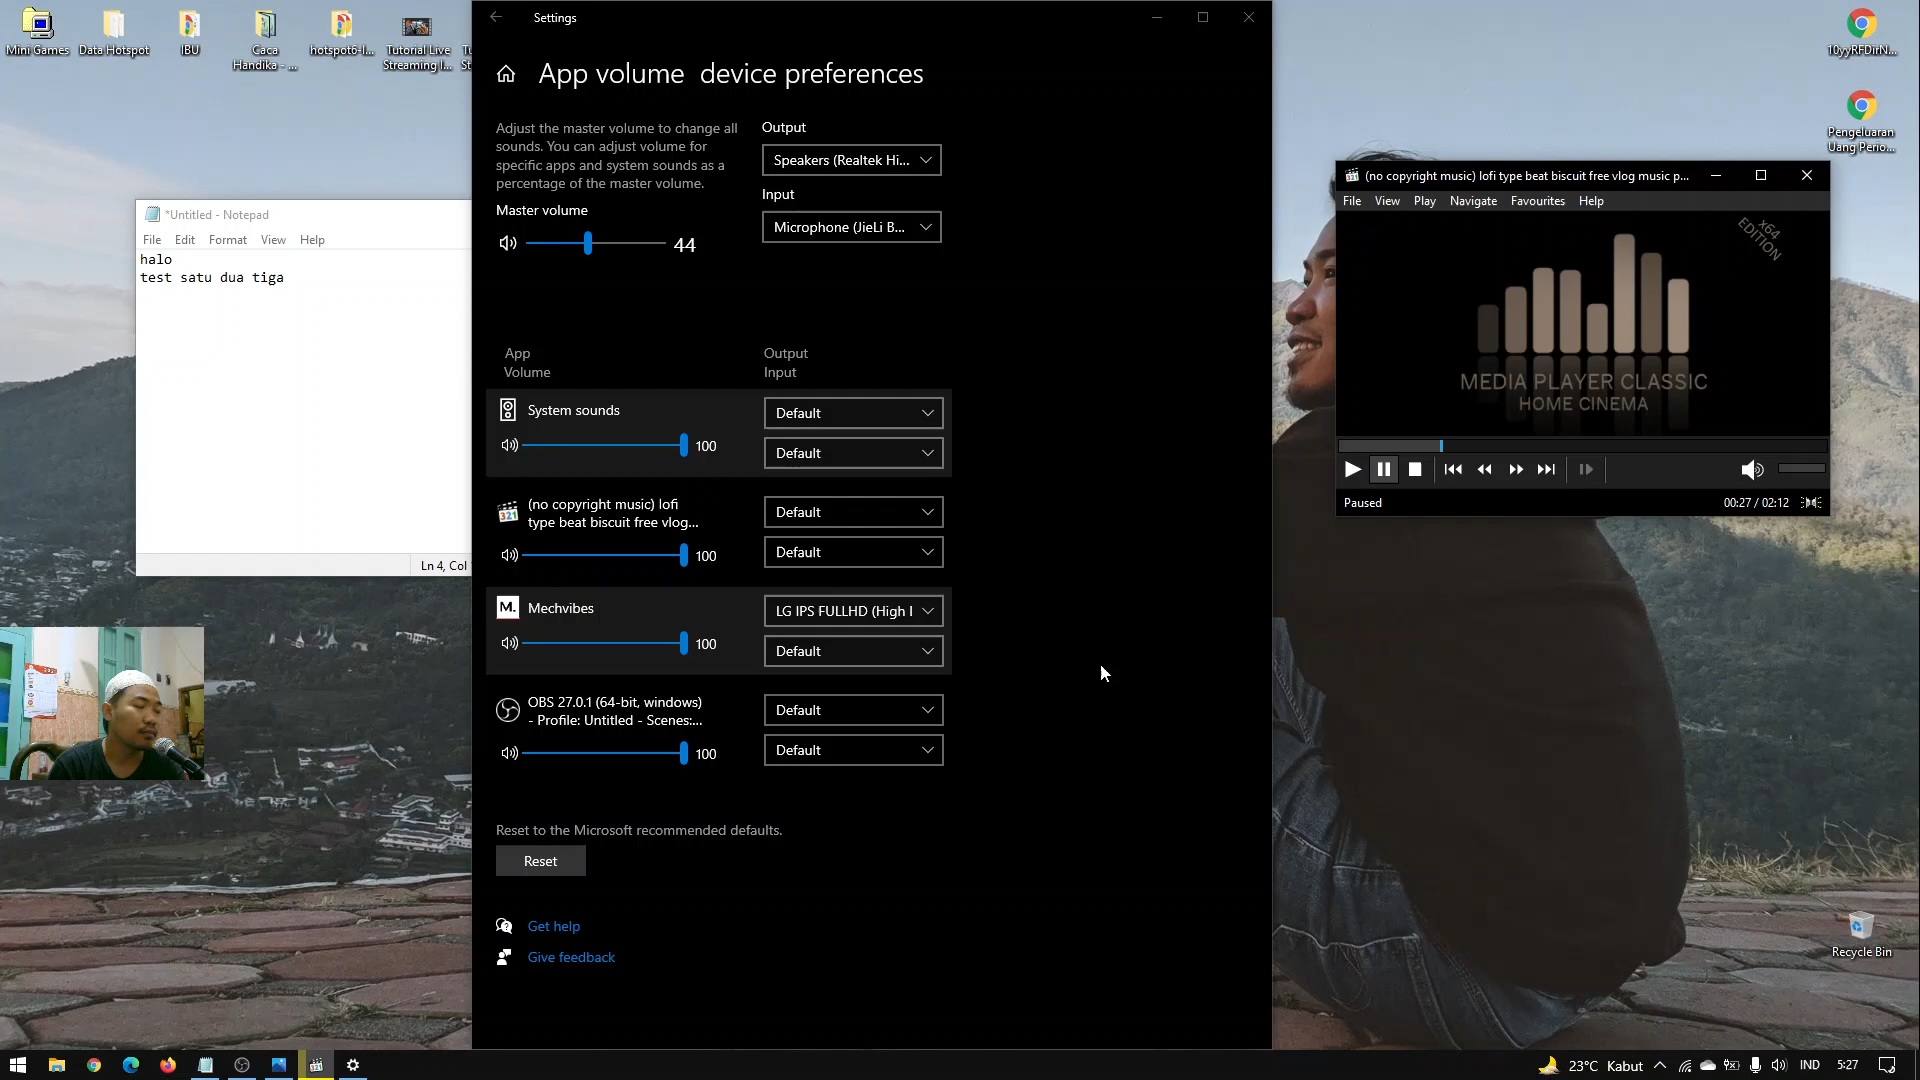 Mini Games
Data Hotspot
IBU
Caca
Handika - ...
hotspot6-l...
Tutorial Live
Streaming l...
Settings
App volume device preferences
Adjust the master volume to change all
sounds. You can adjust volume for
specific apps and system sounds as a
percentage of the master volume.
Master volume
44
Output
Speakers (Realtek Hi...
Input
Microphone (JieLi B...
App
Volume
Output
Input
System sounds
100
Default
Default
(no copyright music) lofi
type beat biscuit free vlog...
100
Default
Default
M.
Mechvibes
100
LG IPS FULLHD (High
Default
OBS 27.0.1 (64-bit, windows)
- Profile: Untitled - Scenes:...
100
Default
Default
Reset to the Microsoft recommended defaults.
Reset
Get help
Give feedback
*Untitled - Notepad
File Edit Format View Help
halo
test satu dua tiga
Ln 4, Col
(no copyright music) lofi type beat biscuit free vlog music p...
File View Play Navigate Favourites Help
x64
EDITION
MEDIA PLAYER CLASSIC
HOME CINEMA
Paused
00:27 / 02:12
10yyRFDirN...
Pengeluaran
Uang Perio...
Recycle Bin
23°C Kabut
IND
5:27